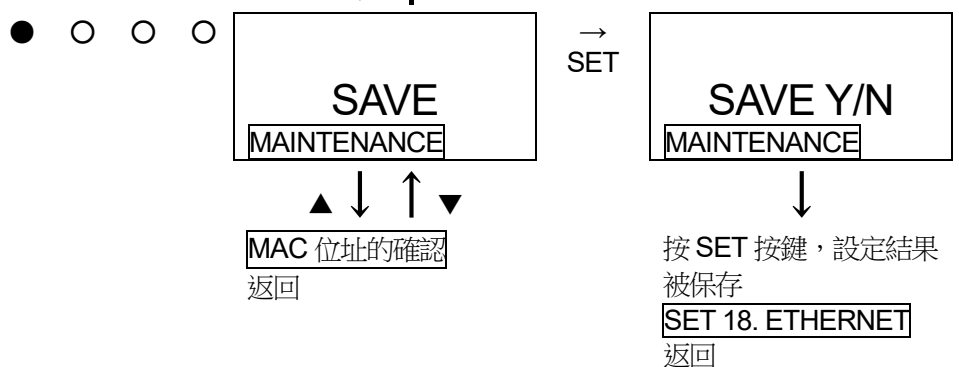 ● ○ ○ ○
SAVE
MAINTENANCE
→
SET
SAVE Y/N
MAINTENANCE
▲ ↓ ↑ ▼
MAC 位址的確認
返回
↓
按 SET 按鍵，設定結果
被保存
SET 18. ETHERNET
返回